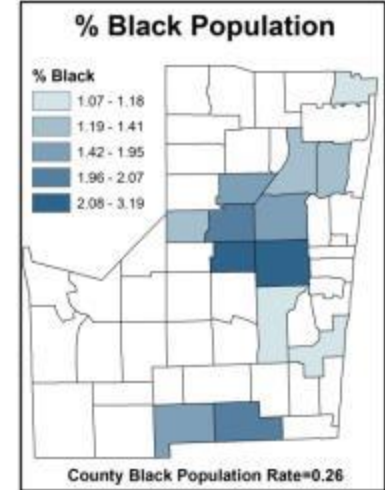 % Black Population
% Black
1.07 - 1.18
1.19 - 1.41
1.42 - 1.95
1.96 - 2.07
2.08 - 3.19
County Black Population Rate=0.26